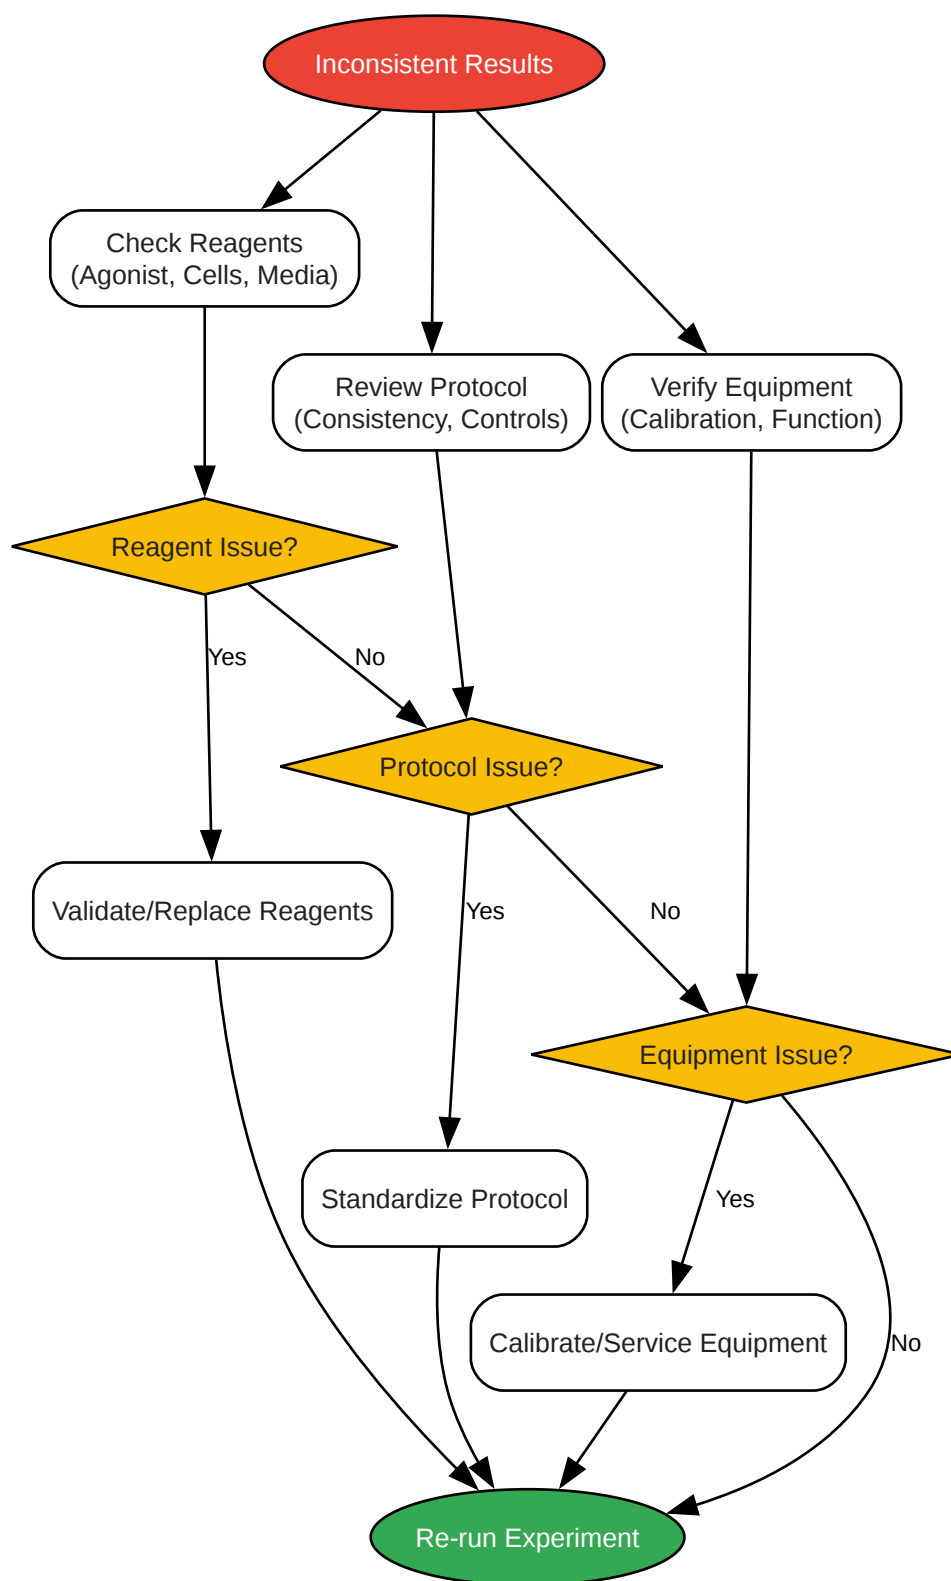 Inconsistent Results
Check Reagents
(Agonist, Cells, Media)
Review Protocol
(Consistency, Controls)
Verify Equipment
(Calibration, Function)
Reagent Issue?
Yes
No
Protocol Issue?
Validate/Replace Reagents
Yes
No
Equipment Issue?
Standardize Protocol
Yes
Calibrate/Service Equipment
No
Re-run Experiment